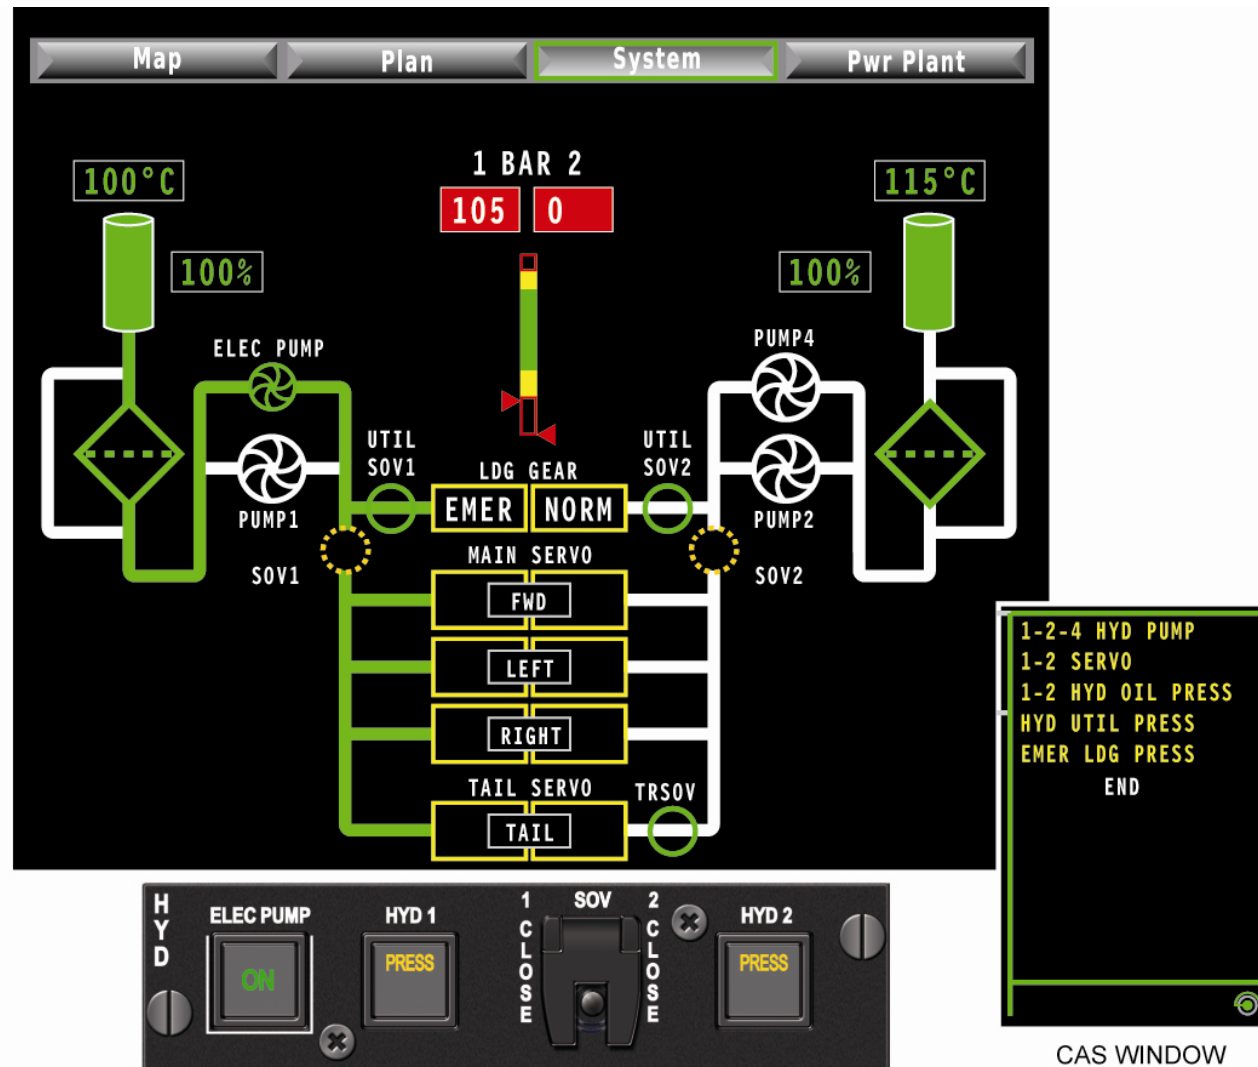 Map Plan System Pwr Plant
1 BAR 2
100°C 105 0 115°C
100% 100%
ELEC PUMP PUMP4
UTIL
SOV1
UTIL
SOV2
LDG GEAR
EMER NORM
PUMP1 PUMP2
MAIN SERVO
SOV1 SOV2
FWD
LEFT
RIGHT
TAIL SERVO TRSOV
TAIL
1-2-4 HYD PUMP
1-2 SERVO
1-2 HYD OIL PRESS
HYD UTIL PRESS
EMER LDG PRESS
END
HYD
ELEC PUMP HYD 1 1 CLOSE SOV 2 CLOSE HYD 2
ON PRESS PRESS
CAS WINDOW